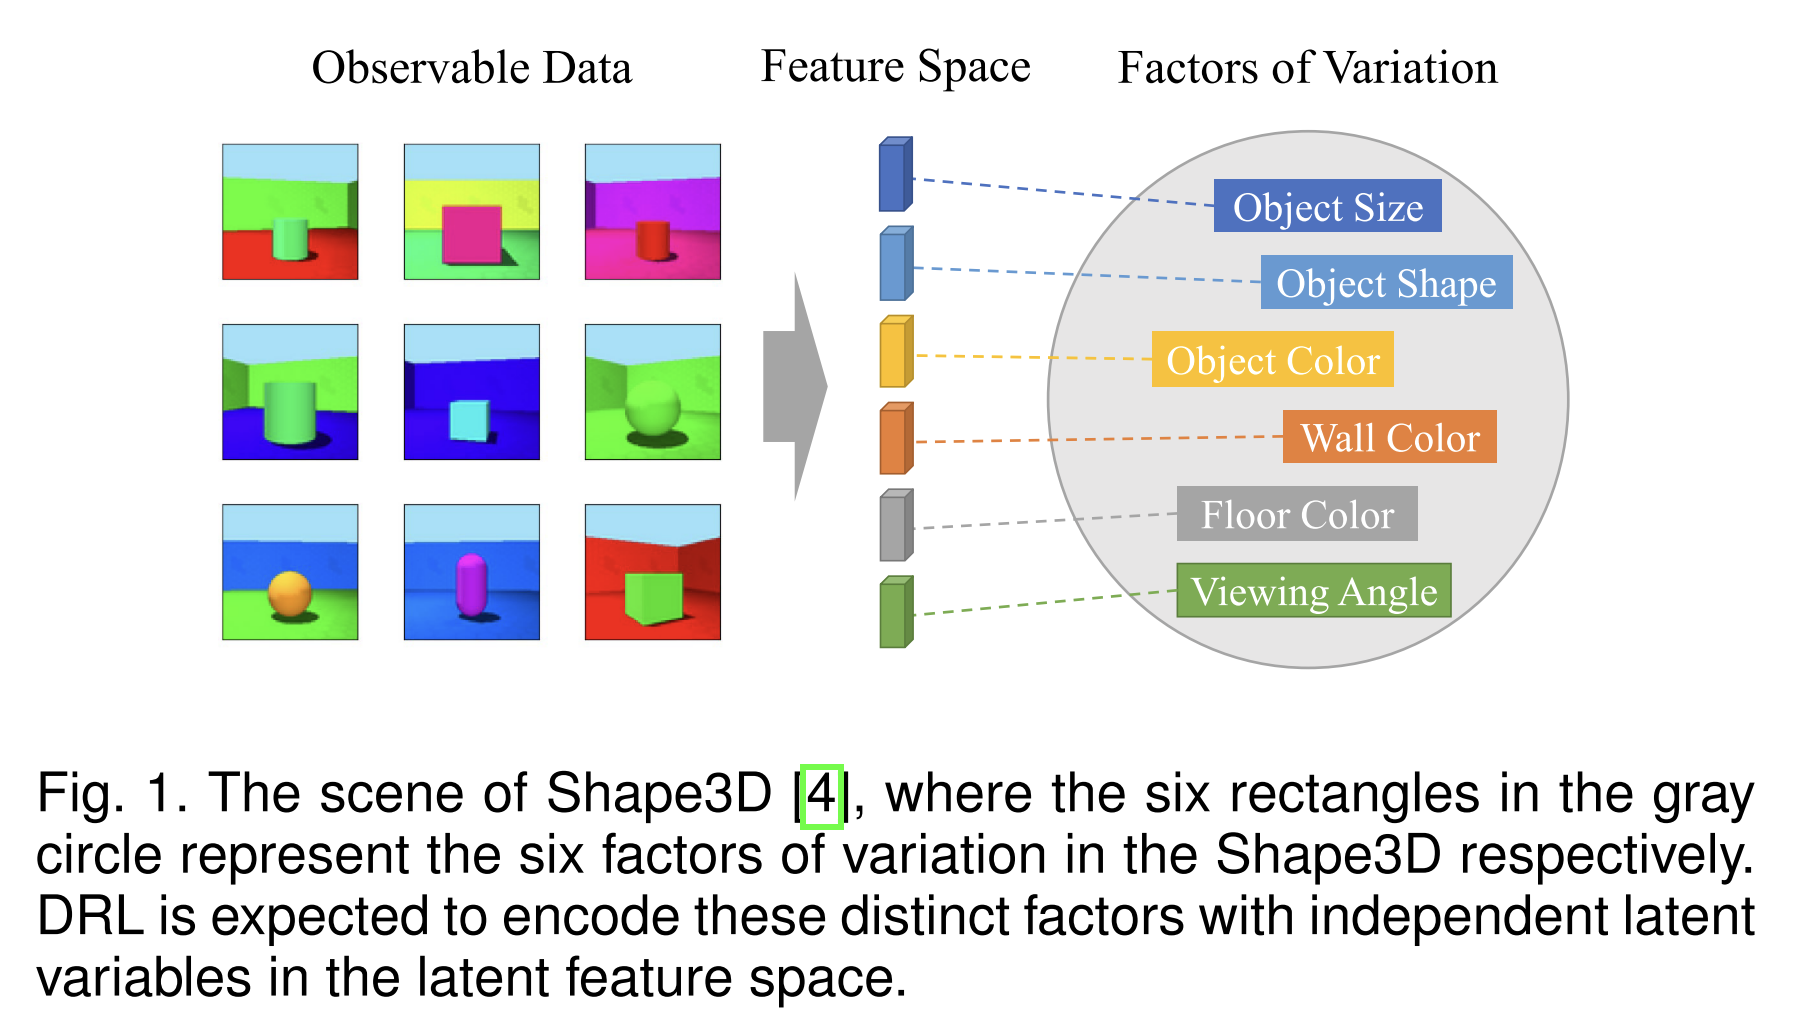 Observable Data
Feature Space
Factors of Variation
Object Size
Object Shape
Object Color
Wall Color
Floor Color
Viewing Angle
Fig. 1. The scene of Shape3D [4], where the six rectangles in the gray
circle represent the six factors of variation in the Shape3D respectively.
DRL is expected to encode these distinct factors with independent latent
variables in the latent feature space.